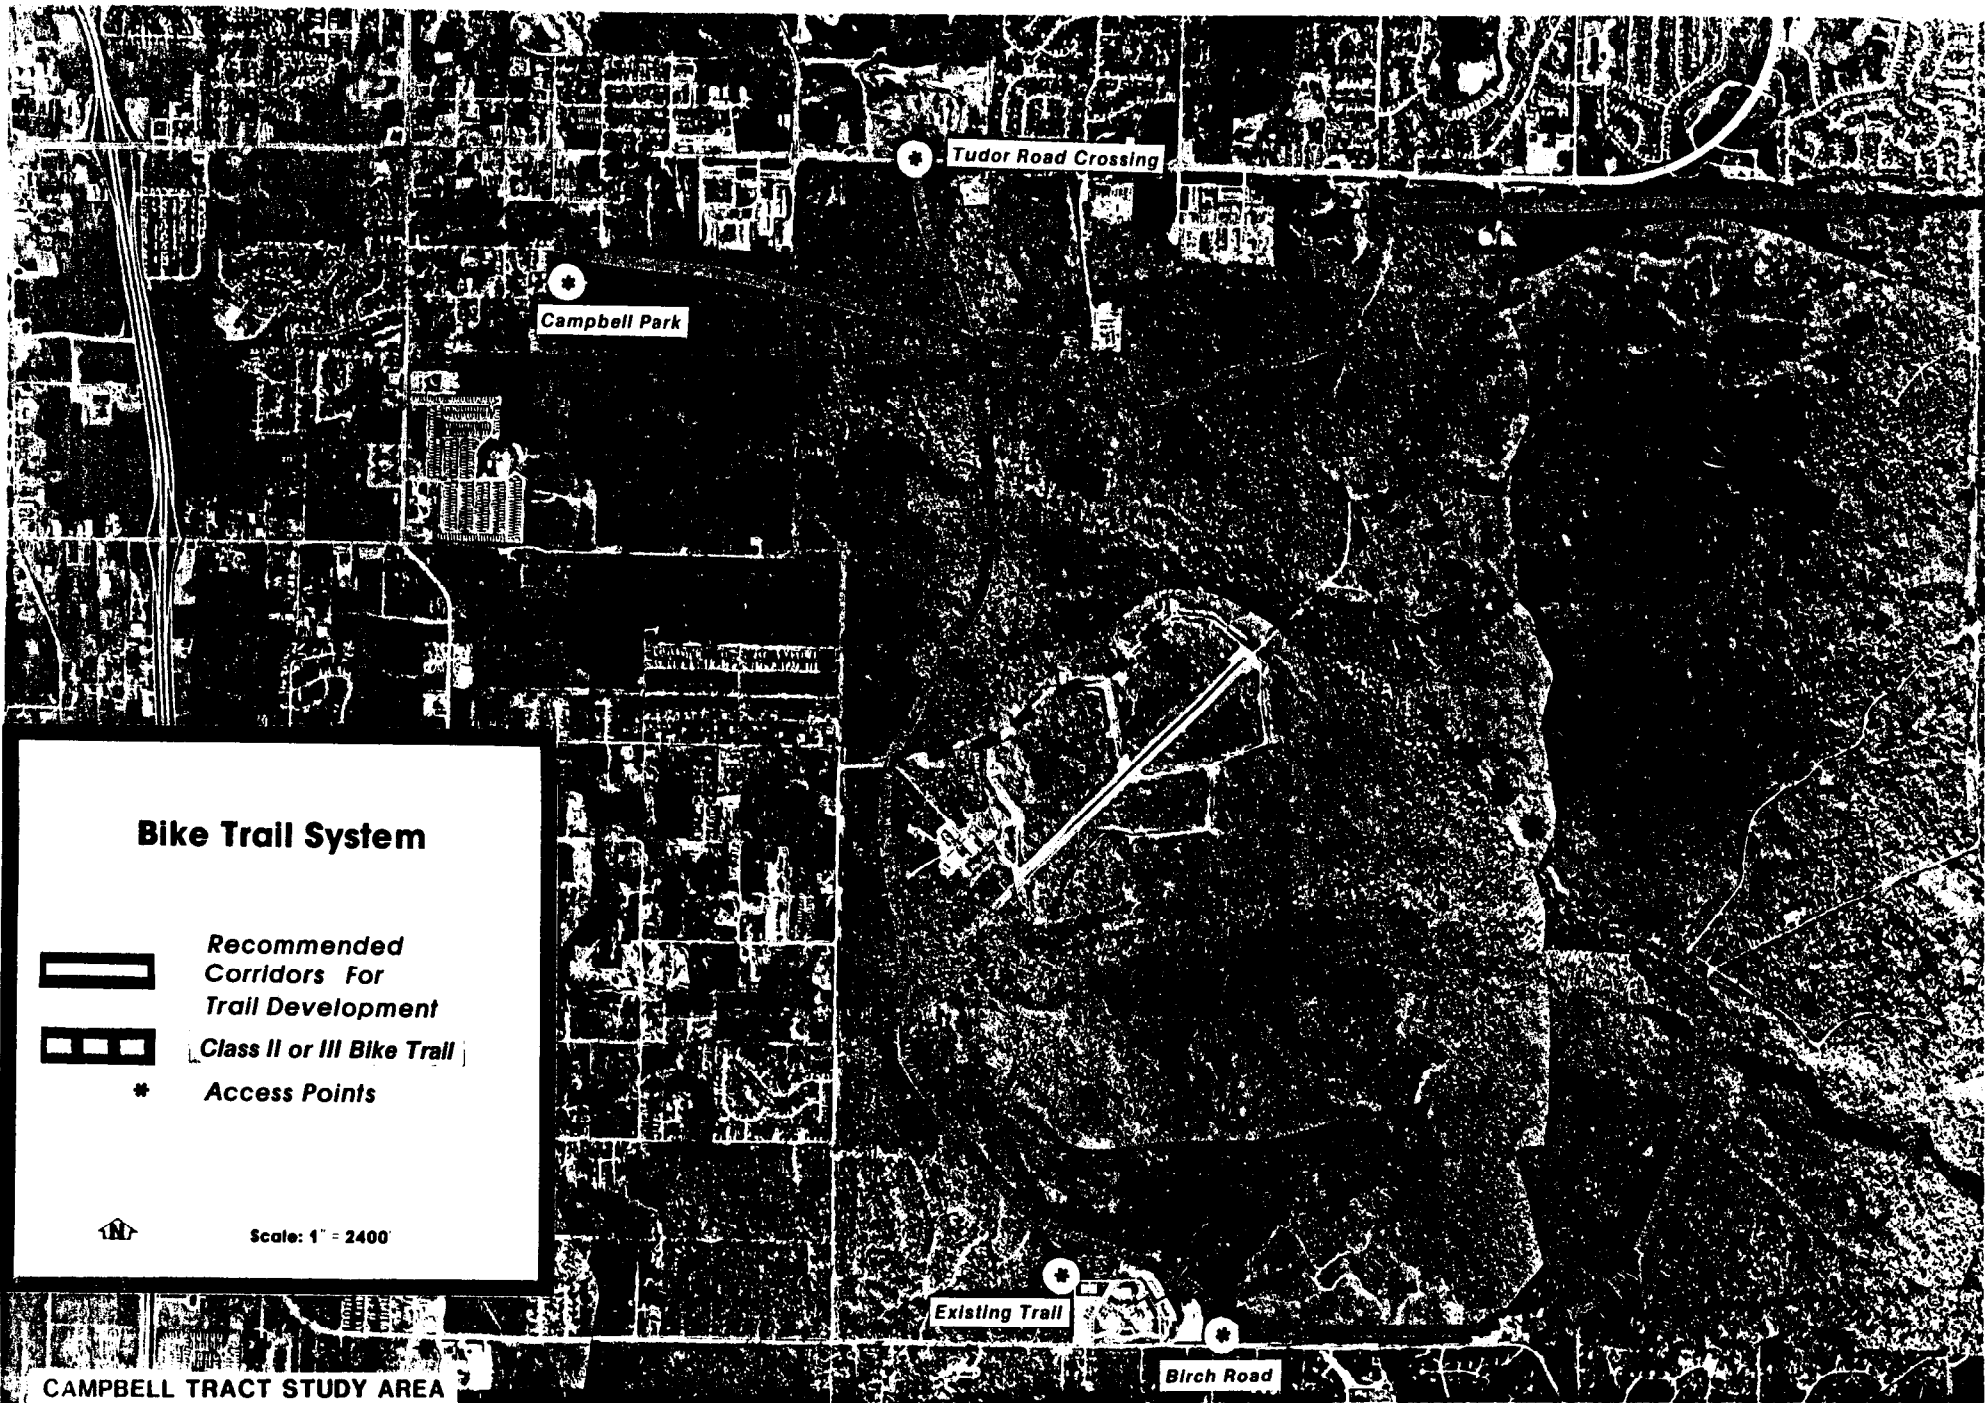 Tudor Road Crossing
Campbell Park
Bike Trail System
Recommended
Corridors For
Trail Development
Class II or III Bike Trail
* Access Points
N
Scale: 1" = 2400'
Existing Trail
Birch Road
CAMPBELL TRACT STUDY AREA